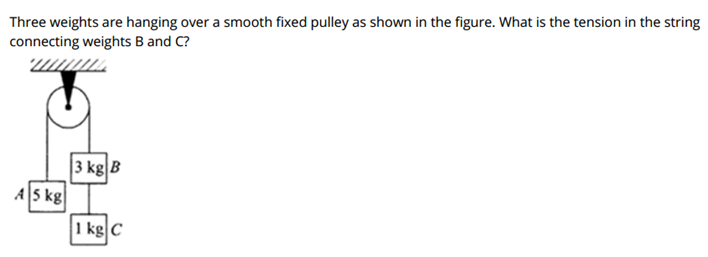 Three weights are hanging over a smooth fixed pulley as shown in the figure. What is the tension in the string
connecting weights B and C?
3 kg B
A 5 kg
1 kg C